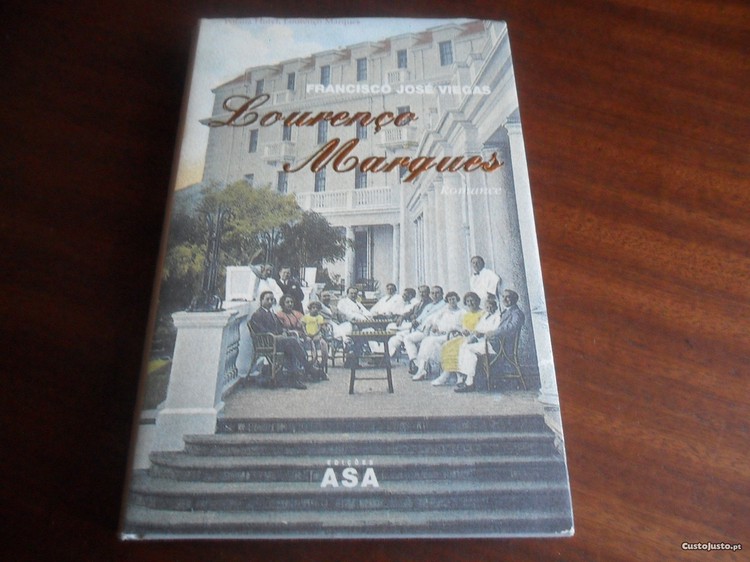 FRANCISCO JOSÉ VIEGAS
Lourenço
Marques
Romance
EDIÇÕES
ASA
CustoJusto.pt